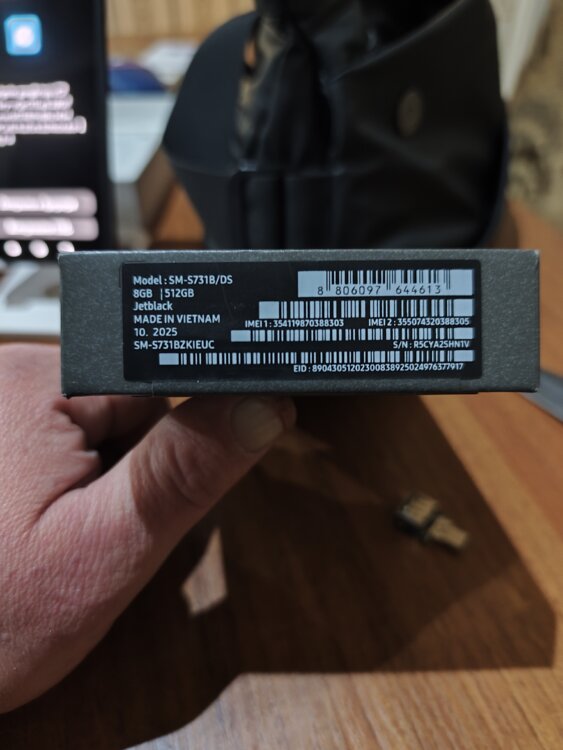 Model : SM-S731B/DS
8GB | 512GB
Jetblack
MADE IN VIETNAM
10. 2025
SM-S731BZKIEUC
8 806097 644613
IMEI 1 : 354119870388303
IMEI 2 : 355074320388305
S/N : R5CYA2SHN1V
EID : 89043051202300838925024976377917